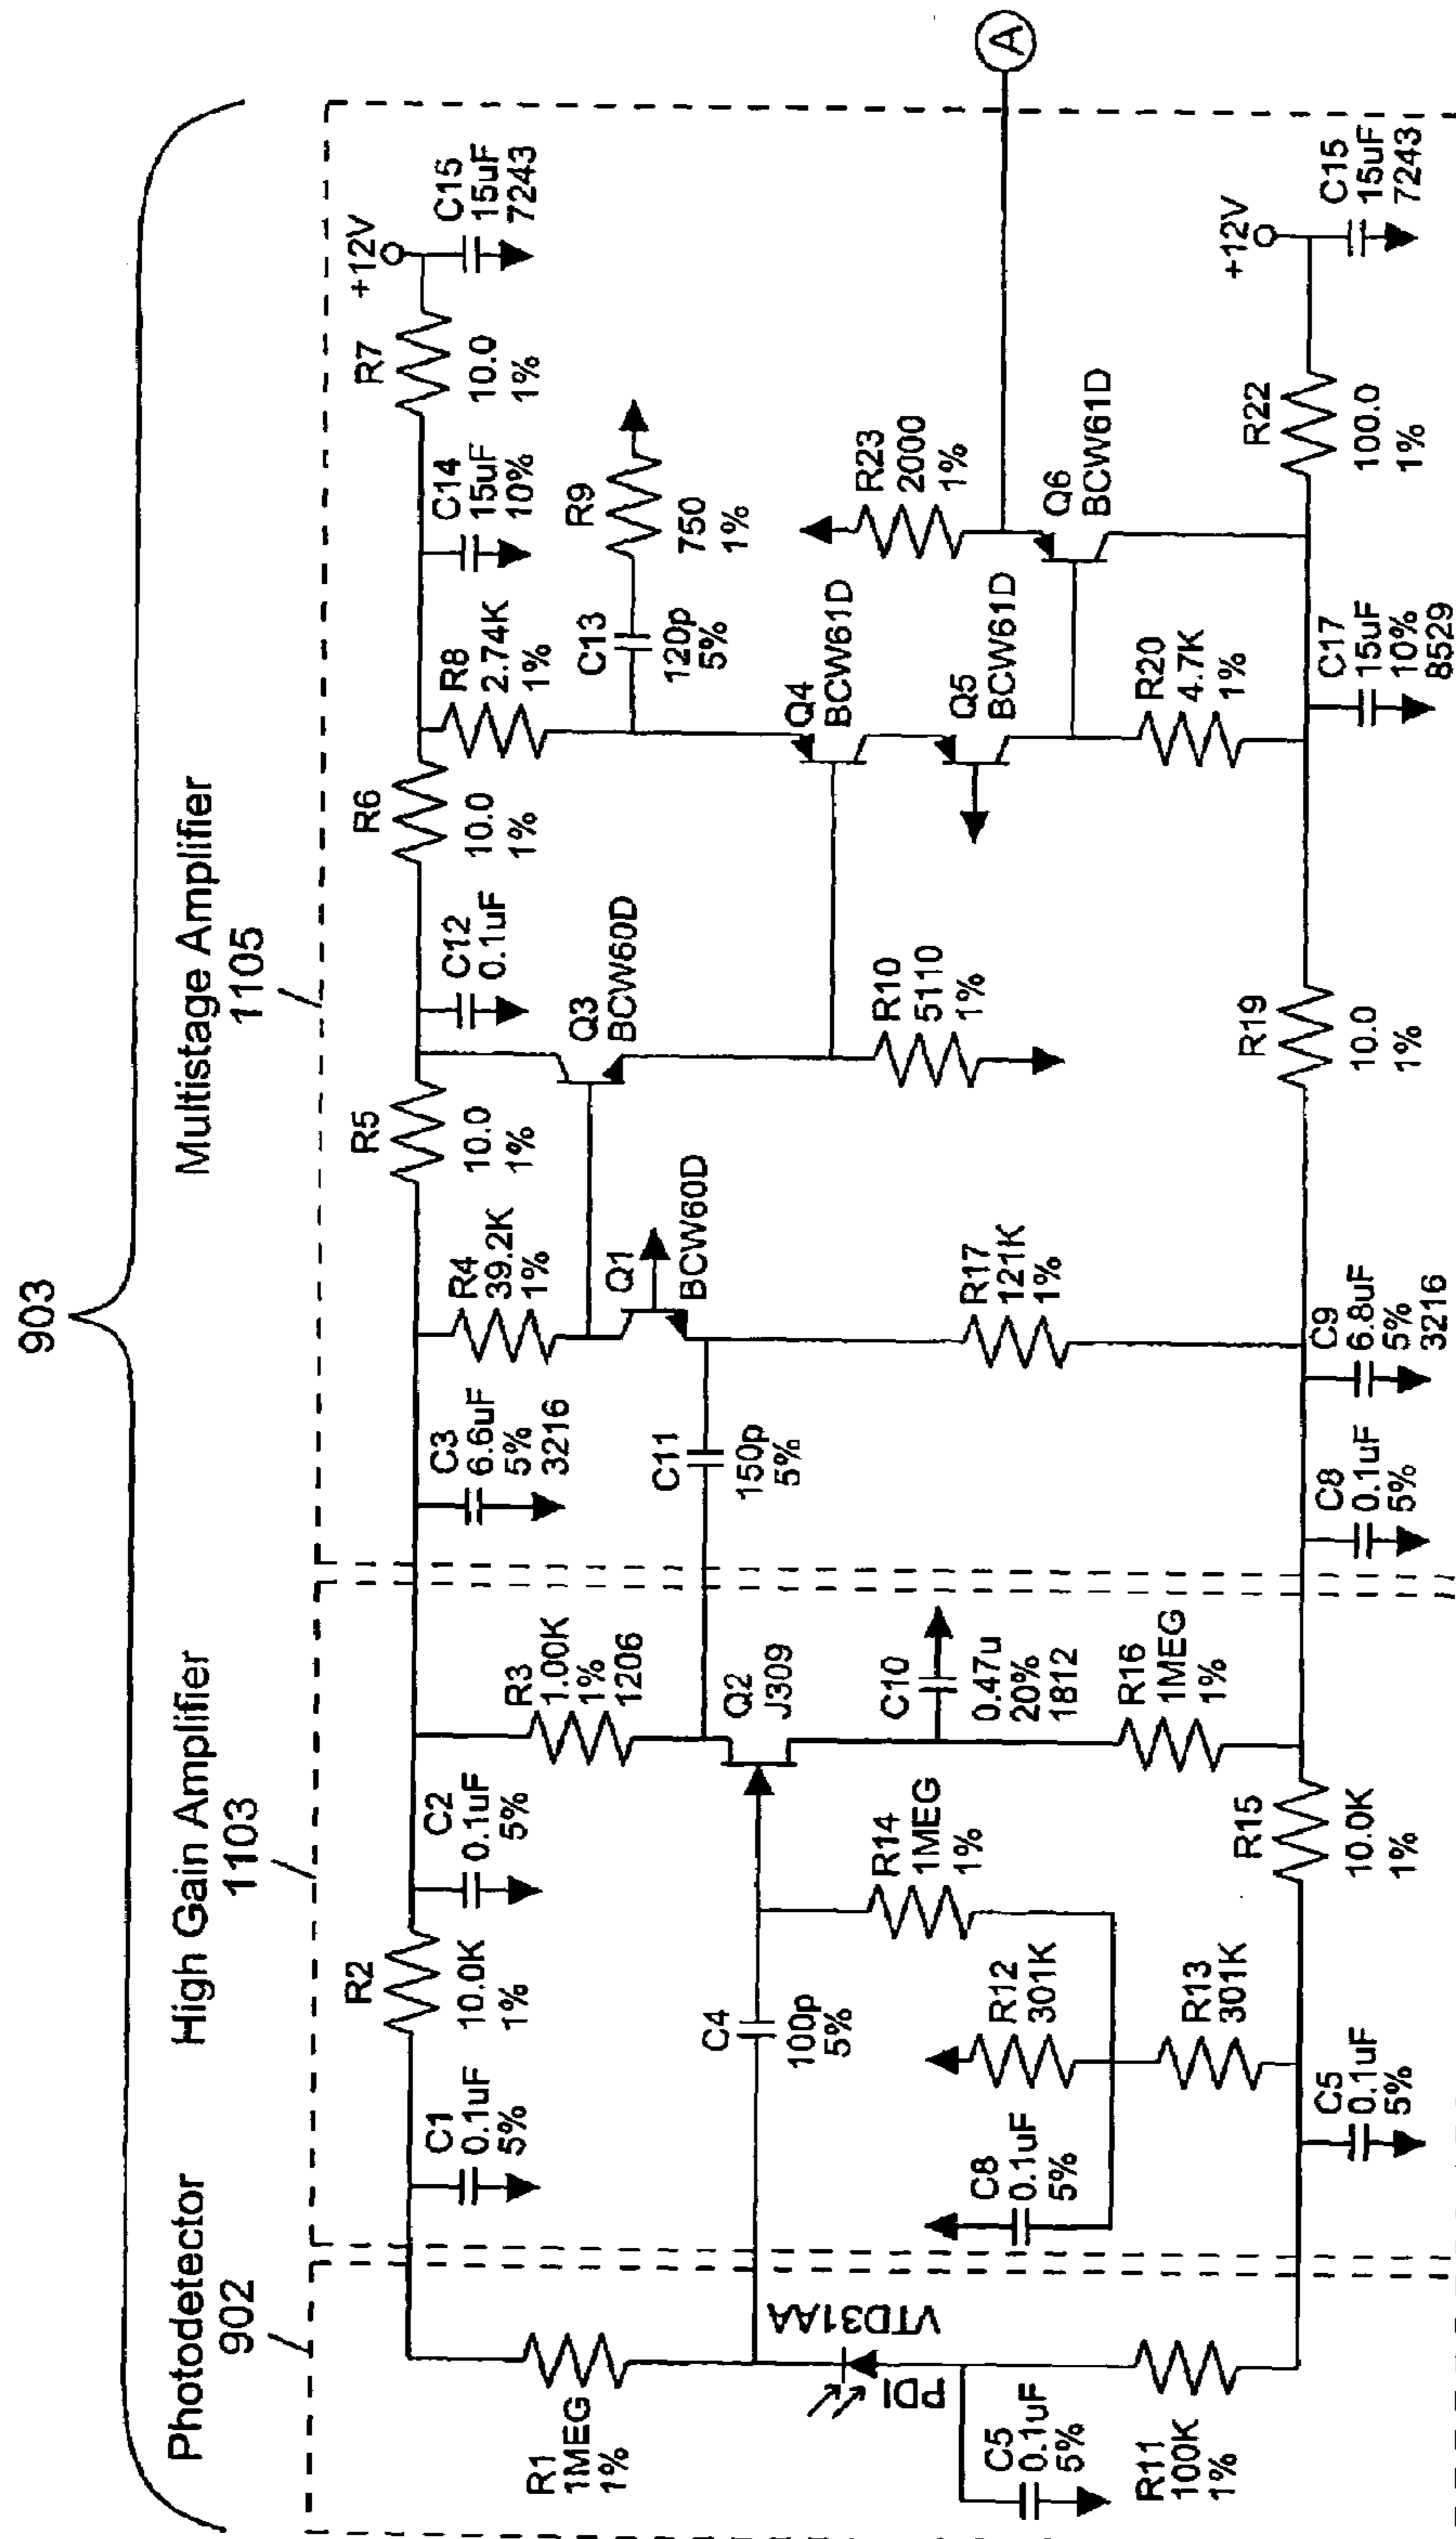 903
Photodetector
902
High Gain Amplifier
1103
Multistage Amplifier
1105
R1
1MEG
1%
C1
0.1uF
5%
R2
10.0K
1%
C2
0.1uF
5%
R3
1.00K
1%
1206
C3
6.6uF
5%
3216
R4
39.2K
1%
R5
10.0
1%
C12
0.1uF
R6
10.0
1%
R8
2.74K
1%
C14
15uF
10%
R7
10.0
1%
+12V
C15
15uF
7243
C13
120p
5%
R9
750
1%
Q3
BCW60D
Q1
BCW60D
C11
150p
5%
Q2
J309
C4
100p
5%
VTD31AA
PD1
C5
0.1uF
5%
R11
100K
1%
C8
0.1uF
5%
R12
301K
R13
301K
R14
1MEG
1%
C10
0.47u
20%
1812
R16
1MEG
1%
R17
121K
1%
R10
5110
1%
Q4
BCW61D
Q5
BCW61D
R23
2000
1%
Q6
BCW61D
R20
4.7K
1%
A
C5
0.1uF
5%
R15
10.0K
1%
C8
0.1uF
5%
C9
6.8uF
5%
3216
R19
10.0
1%
C17
15uF
10%
8529
R22
100.0
1%
+12V
C15
15uF
7243